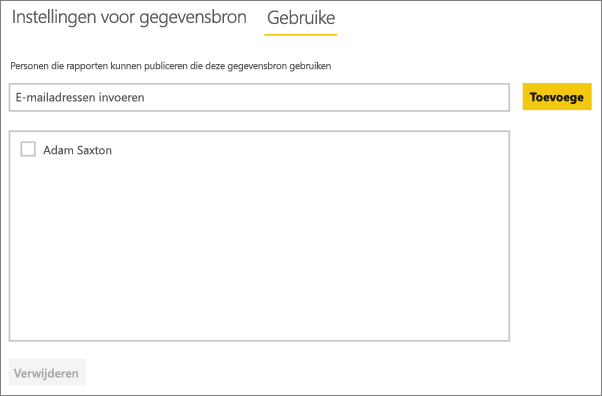 Instellingen voor gegevensbron Gebruike
Personen die rapporten kunnen publiceren die deze gegevensbron gebruiken
E-mailadressen invoeren Toevoege
Adam Saxton
Verwijderen